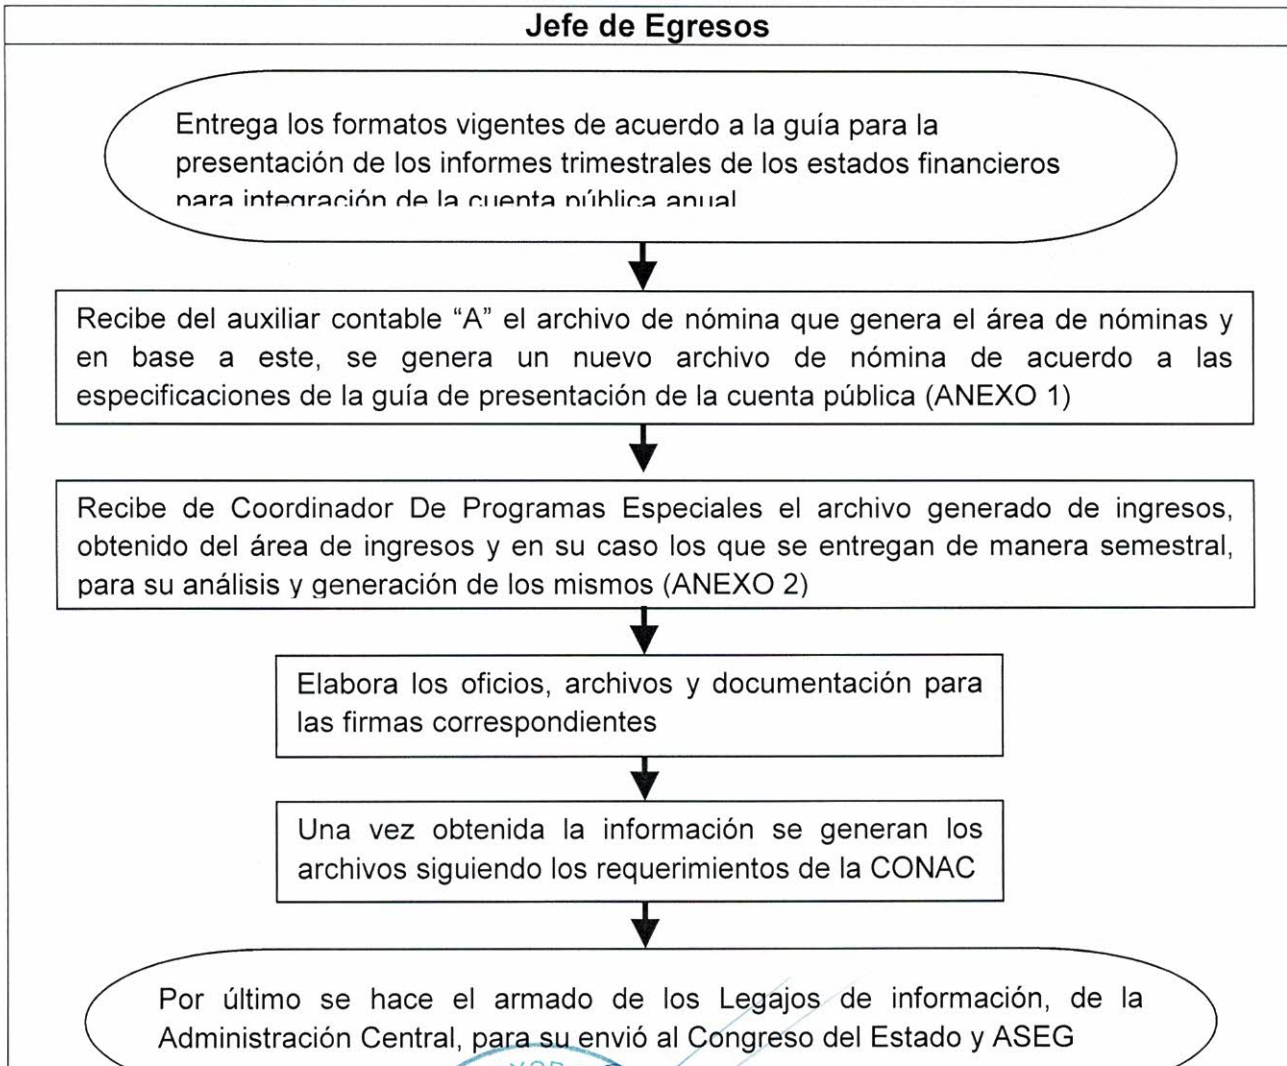 Jefe de Egresos
Entrega los formatos vigentes de acuerdo a la guía para la
presentación de los informes trimestrales de los estados financieros
para integración de la cuenta pública anual
Recibe del auxiliar contable “A” el archivo de nómina que genera el área de nóminas y
en base a este, se genera un nuevo archivo de nómina de acuerdo a las
especificaciones de la guía de presentación de la cuenta pública (ANEXO 1)
Recibe de Coordinador De Programas Especiales el archivo generado de ingresos,
obtenido del área de ingresos y en su caso los que se entregan de manera semestral,
para su análisis y generación de los mismos (ANEXO 2)
Elabora los oficios, archivos y documentación para
las firmas correspondientes
Una vez obtenida la información se generan los
archivos siguiendo los requerimientos de la CONAC
Por último se hace el armado de los Legajos de información, de la
Administración Central, para su envió al Congreso del Estado y ASEG